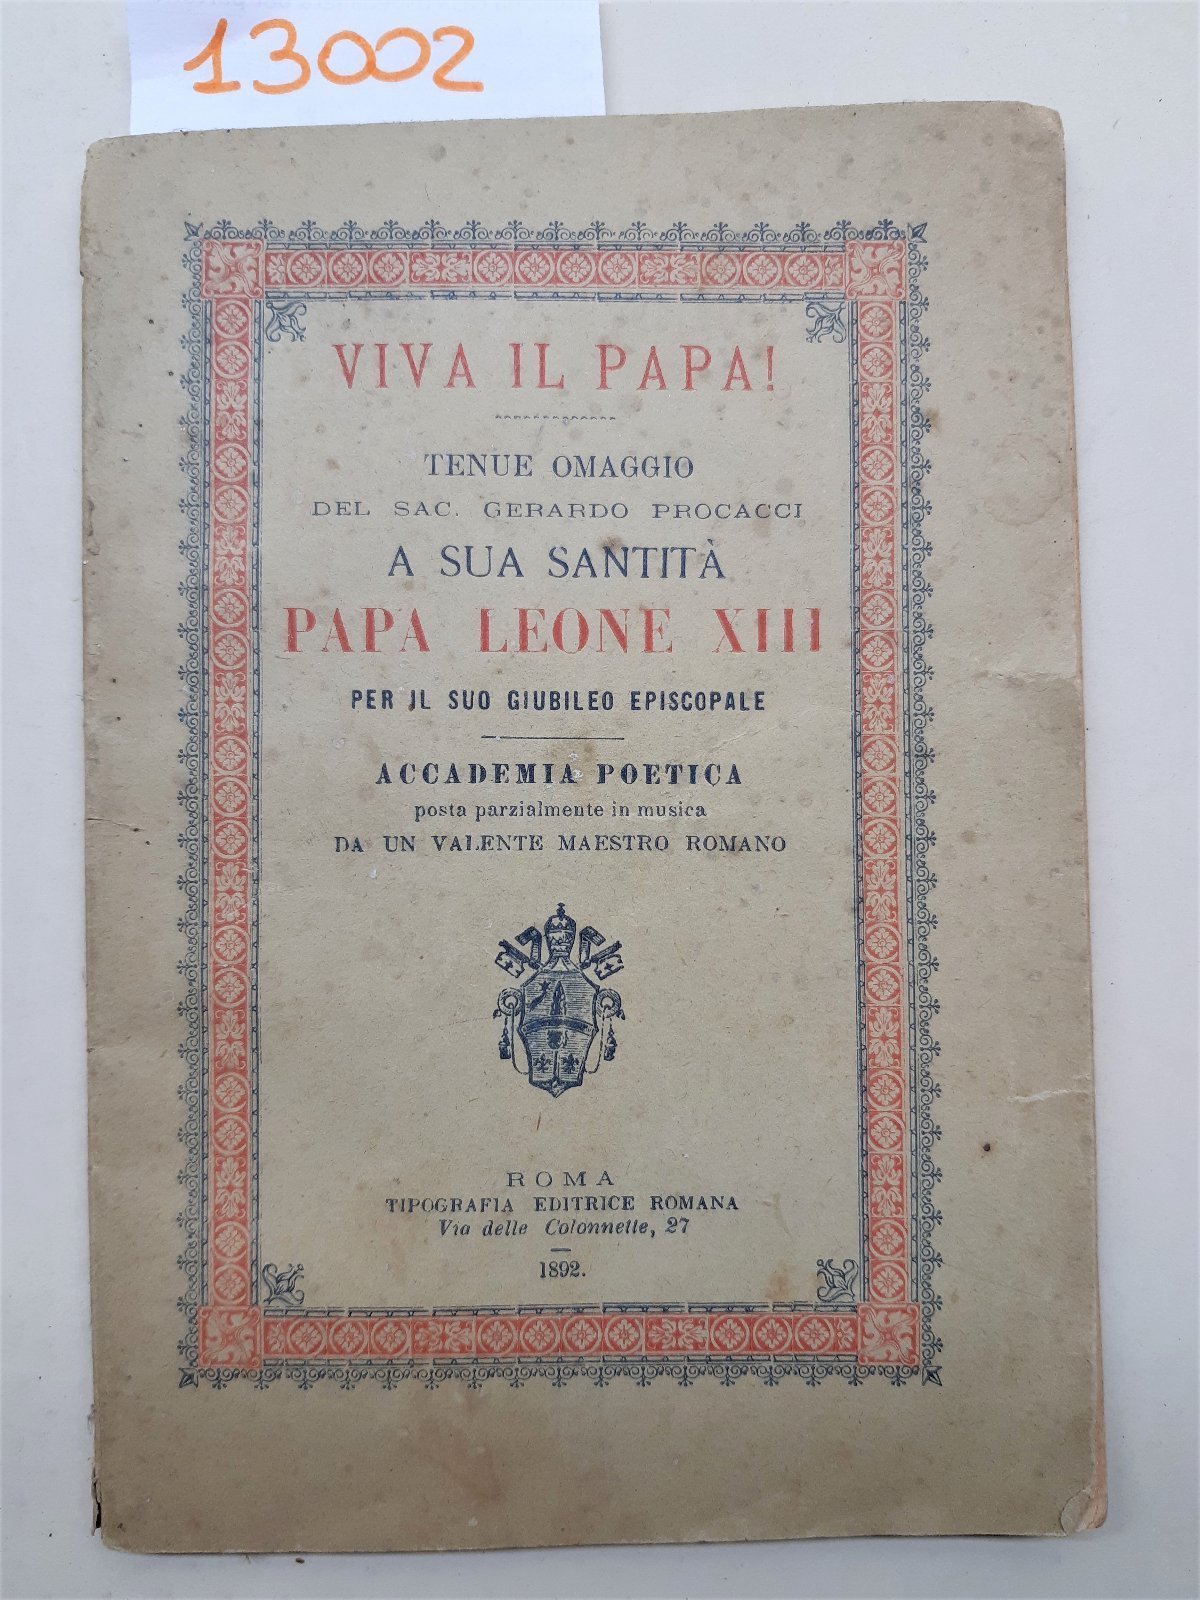 13002
VIVA IL PAPA!
TENUE OMAGGIO
DEL SAC. GERARDO PROCACCI
A SUA SANTITÀ
PAPA LEONE XIII
PER IL SUO GIUBILEO EPISCOPALE
ACCADEMIA POETICA
posta parzialmente in musica
DA UN VALENTE MAESTRO ROMANO
ROMA
TIPOGRAFIA EDITRICE ROMANA
Via delle Colonnette, 27
1892.